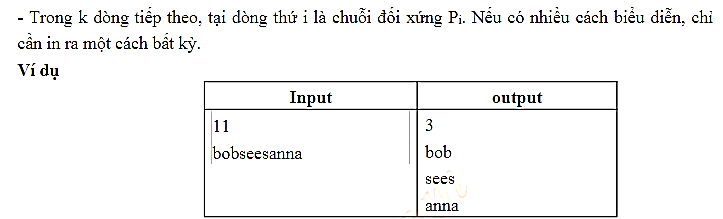 - Trong k dòng tiếp theo, tại dòng thứ i là chuỗi đối xứng Pᵢ. Nếu có nhiều cách biểu diễn, chỉ
cần in ra một cách bất kỳ.
Ví dụ
Input output
11 3
bobseesanna bob
sees
anna